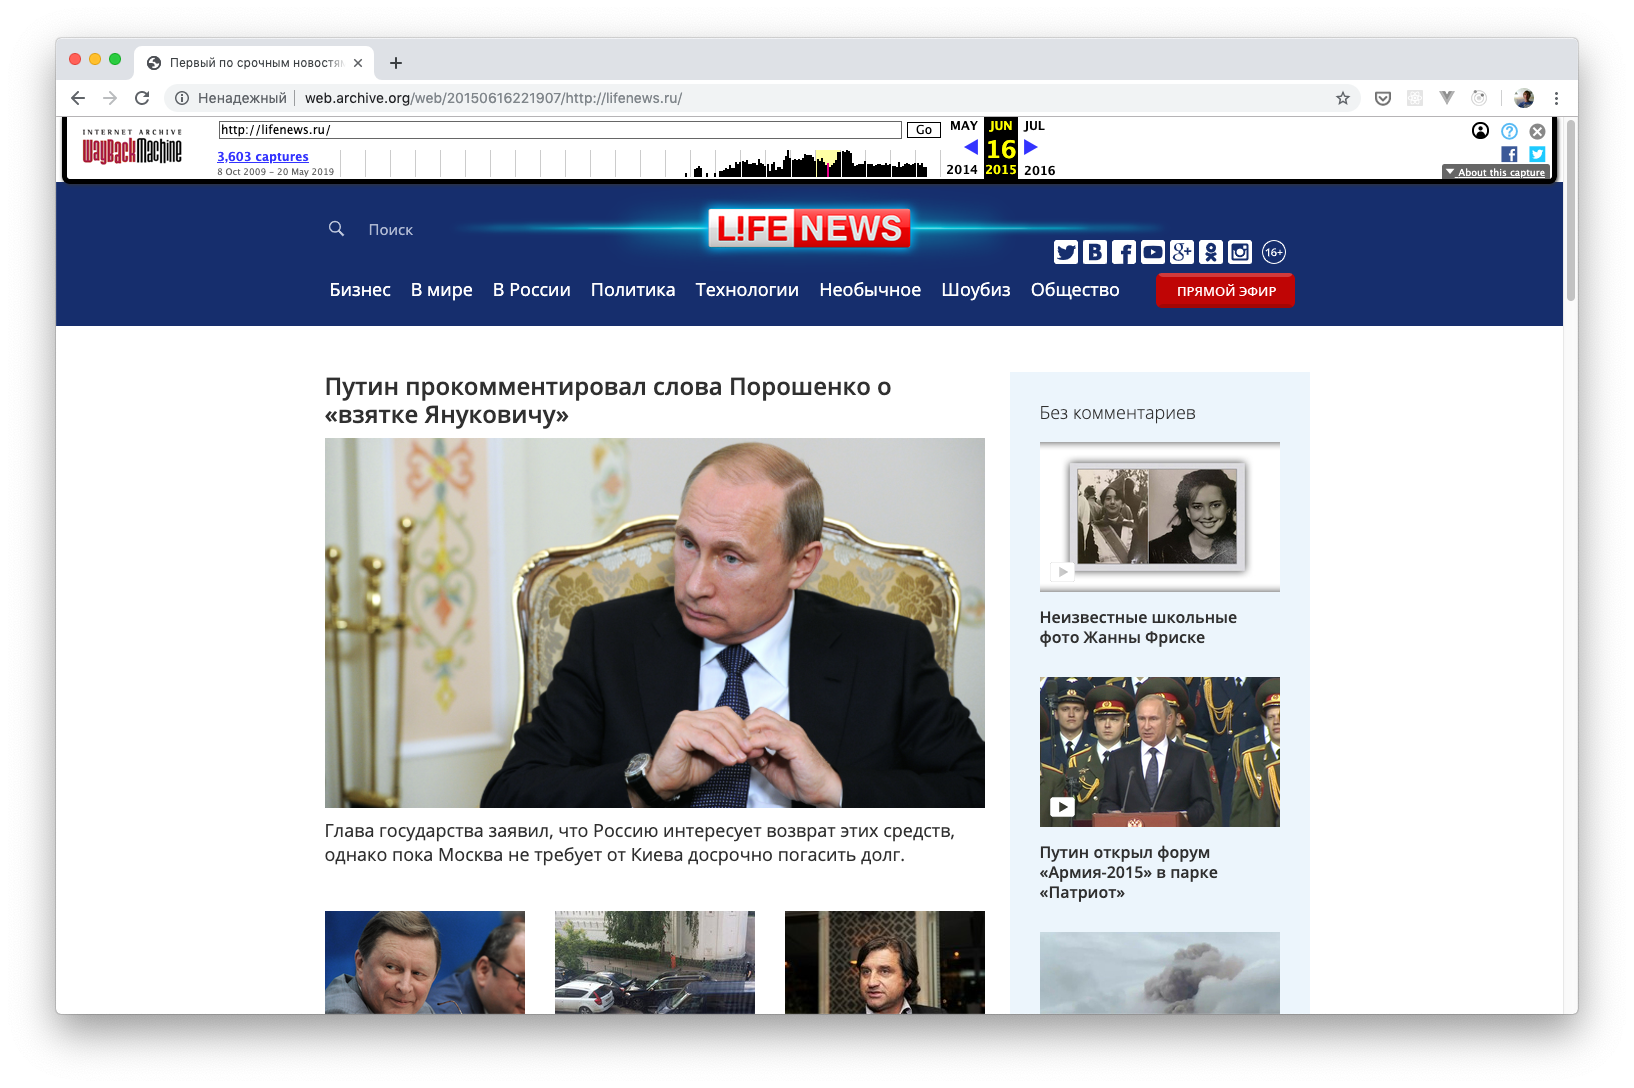 Первый по срочным новостям
Ненадежный
web.archive.org/web/20150616221907/http://lifenews.ru/
INTERNET ARCHIVE
WayBackMachine
http://lifenews.ru/
Go
3,603 captures
8 Oct 2009 – 20 May 2019
MAY JUN JUL
16
2014 2015 2016
About this capture
Поиск
L!FE NEWS
16+
Бизнес В мире В России Политика Технологии Необычное Шоубиз Общество
ПРЯМОЙ ЭФИР
Путин прокомментировал слова Порошенко о
«взятке Януковичу»
Глава государства заявил, что Россию интересует возврат этих средств,
однако пока Москва не требует от Киева досрочно погасить долг.
Без комментариев
Неизвестные школьные
фото Жанны Фриске
Путин открыл форум
«Армия-2015» в парке
«Патриот»